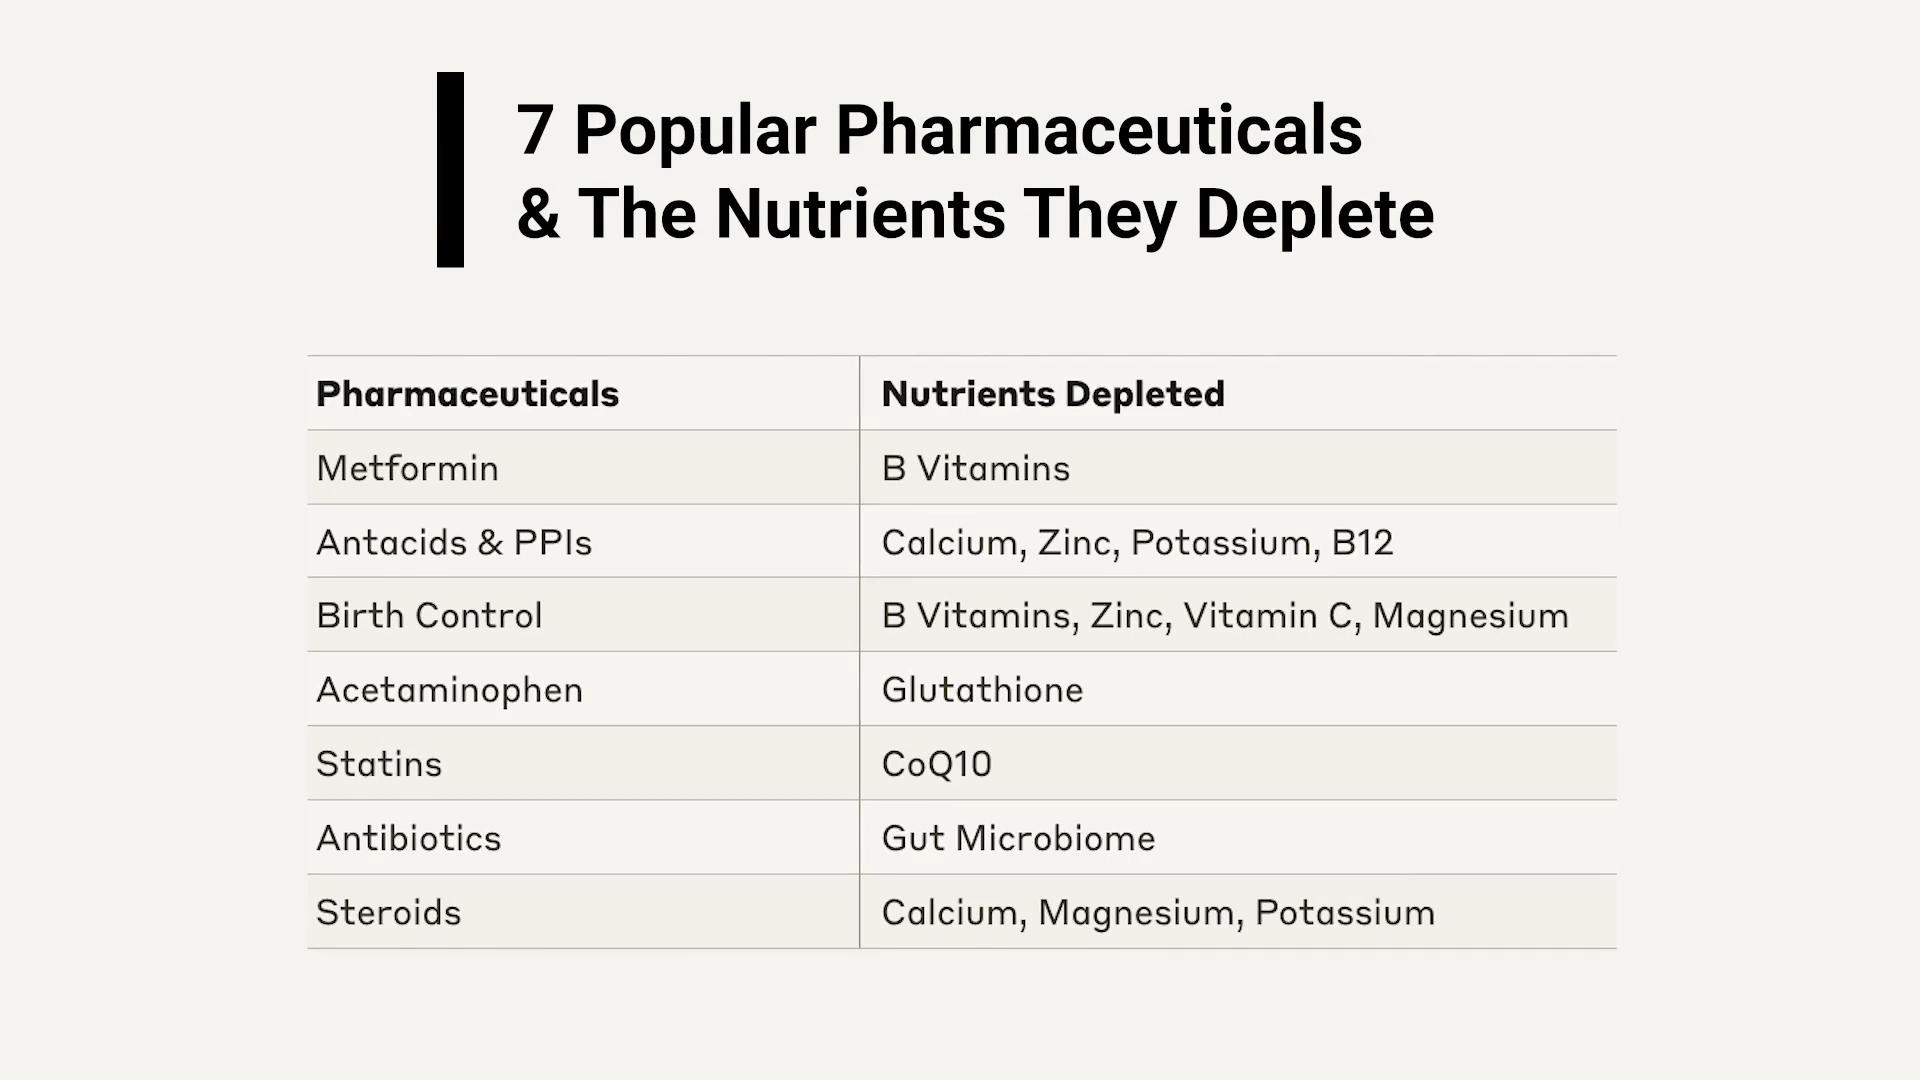 7 Popular Pharmaceuticals
& The Nutrients They Deplete
Pharmaceuticals Nutrients Depleted
Metformin B Vitamins
Antacids & PPIs Calcium, Zinc, Potassium, B12
Birth Control B Vitamins, Zinc, Vitamin C, Magnesium
Acetaminophen Glutathione
Statins CoQ10
Antibiotics Gut Microbiome
Steroids Calcium, Magnesium, Potassium